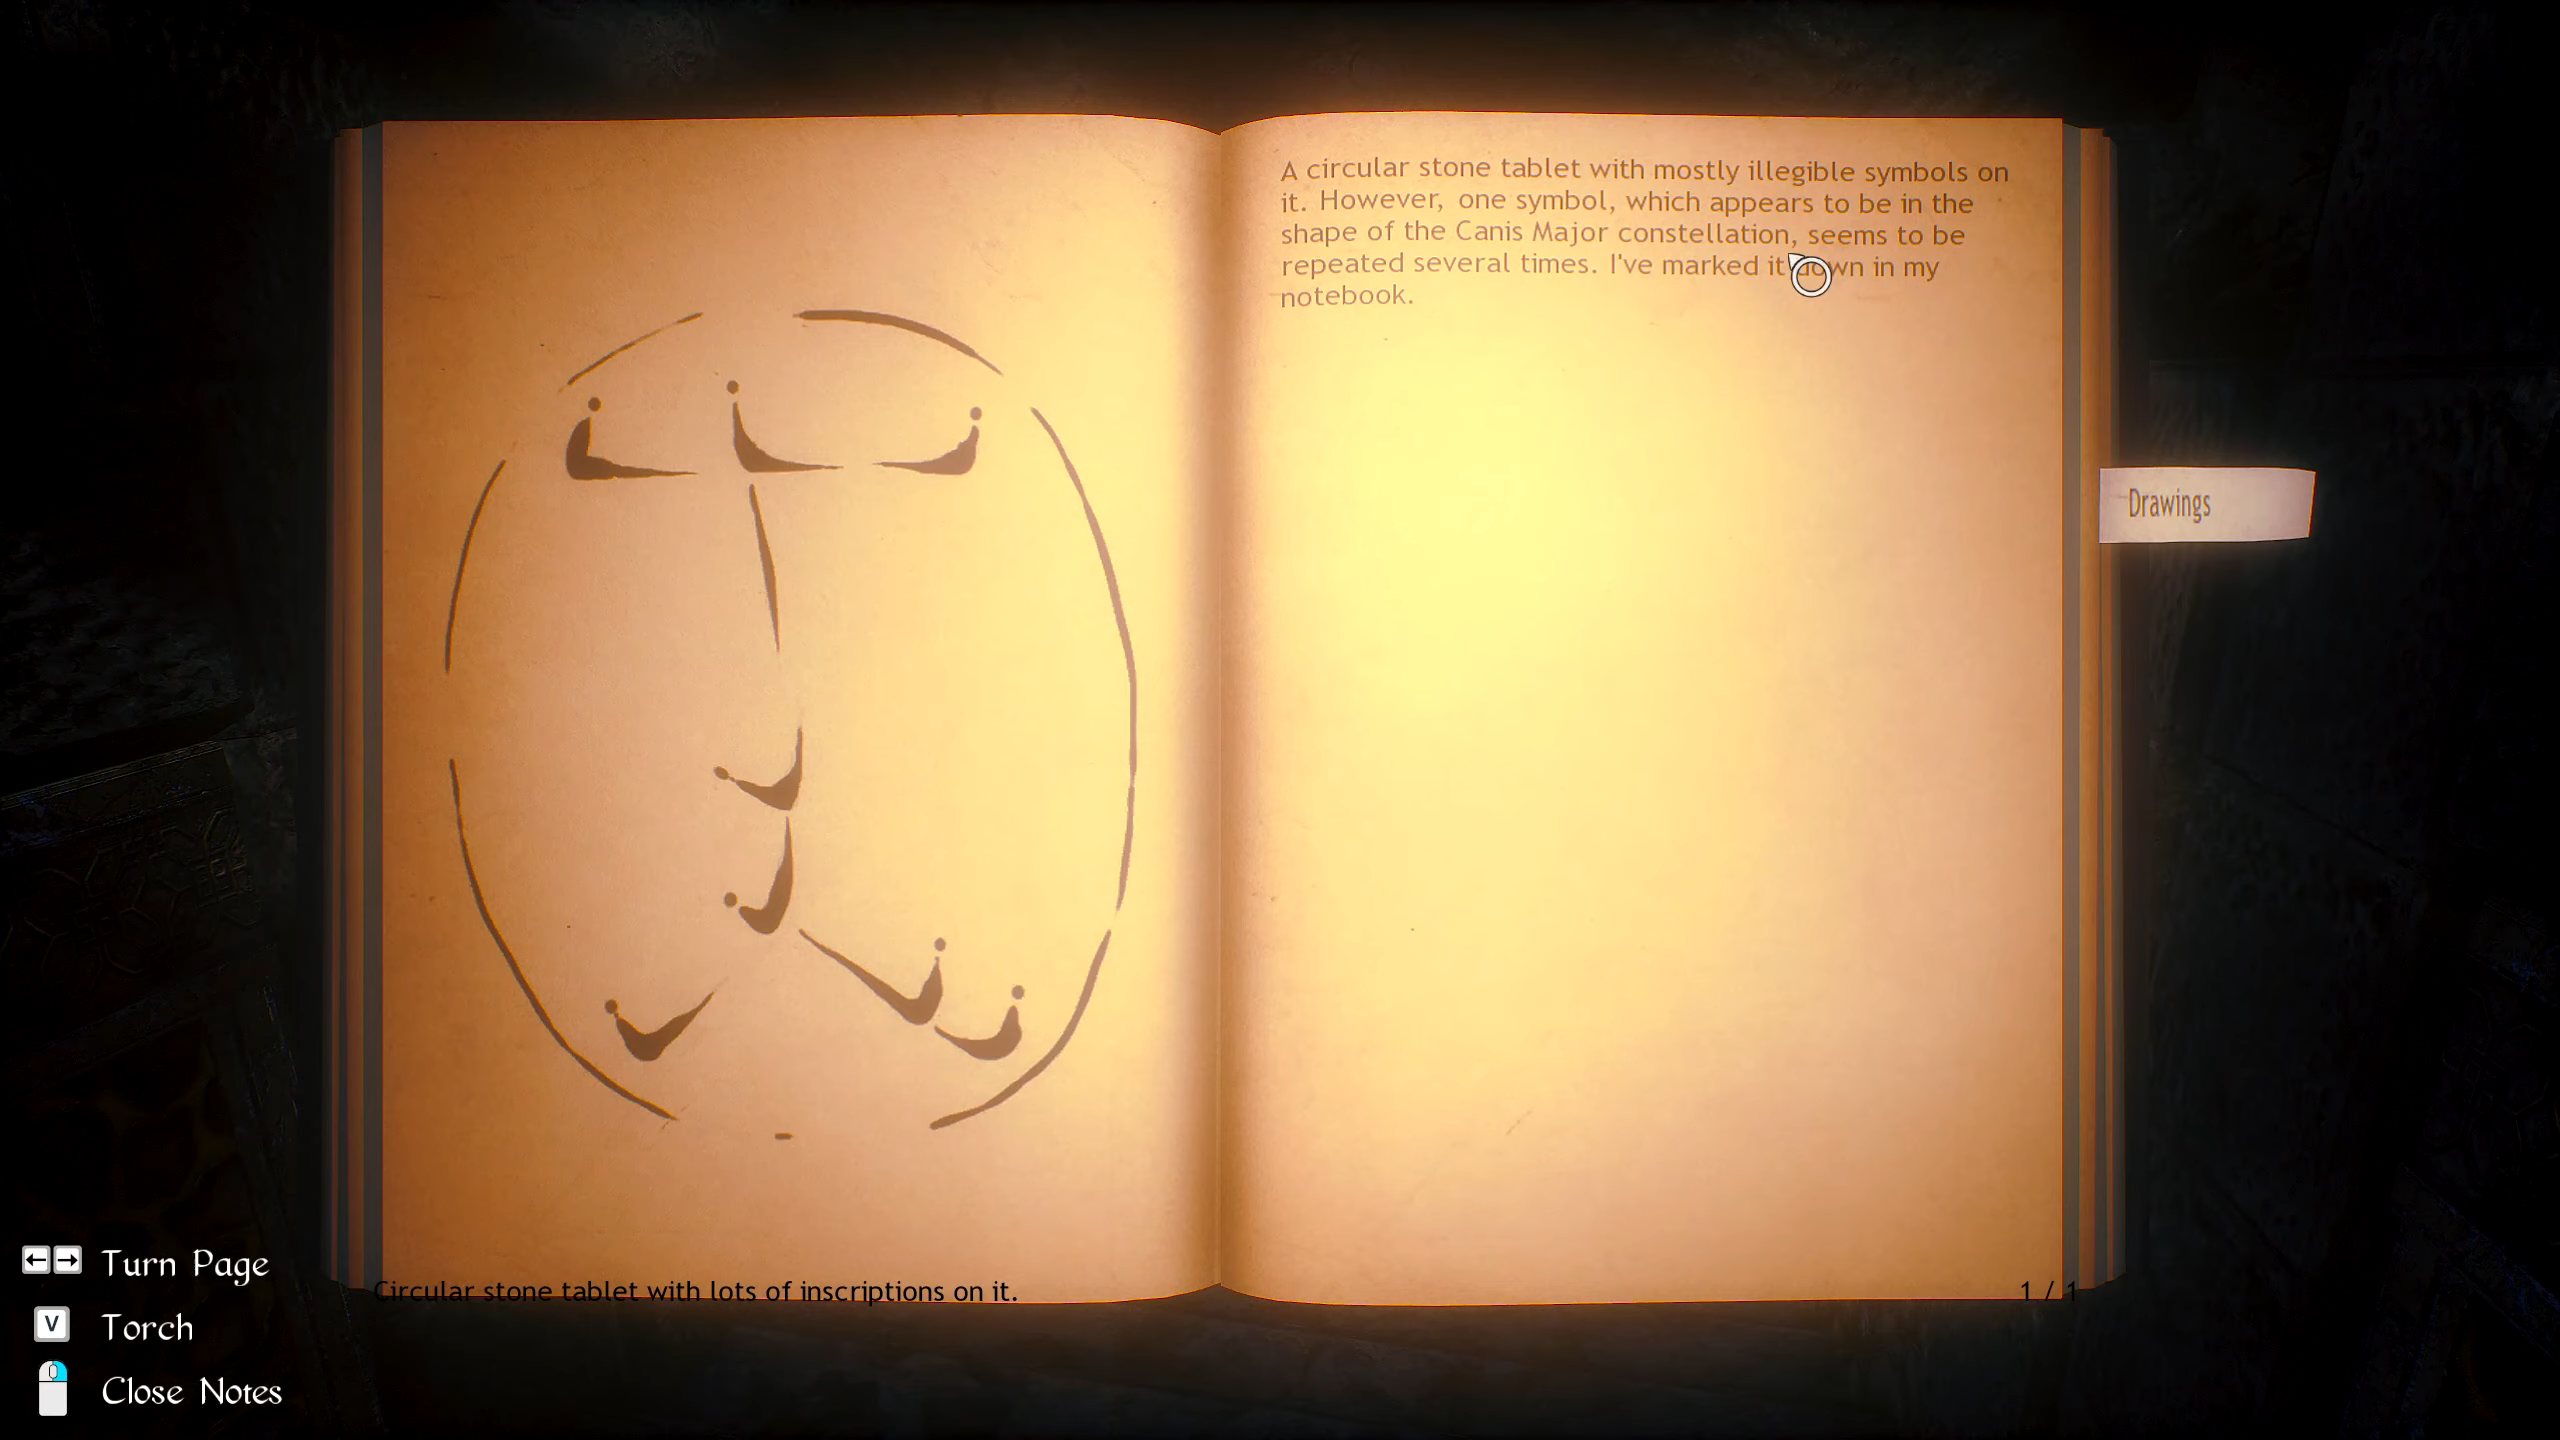 A circular stone tablet with mostly illegible symbols on
it. However, one symbol, which appears to be in the
shape of the Canis Major constellation, seems to be
repeated several times. I've marked it down in my
notebook.
Drawings
Turn Page
V Torch
Close Notes
Circular stone tablet with lots of inscriptions on it.
1 / 1